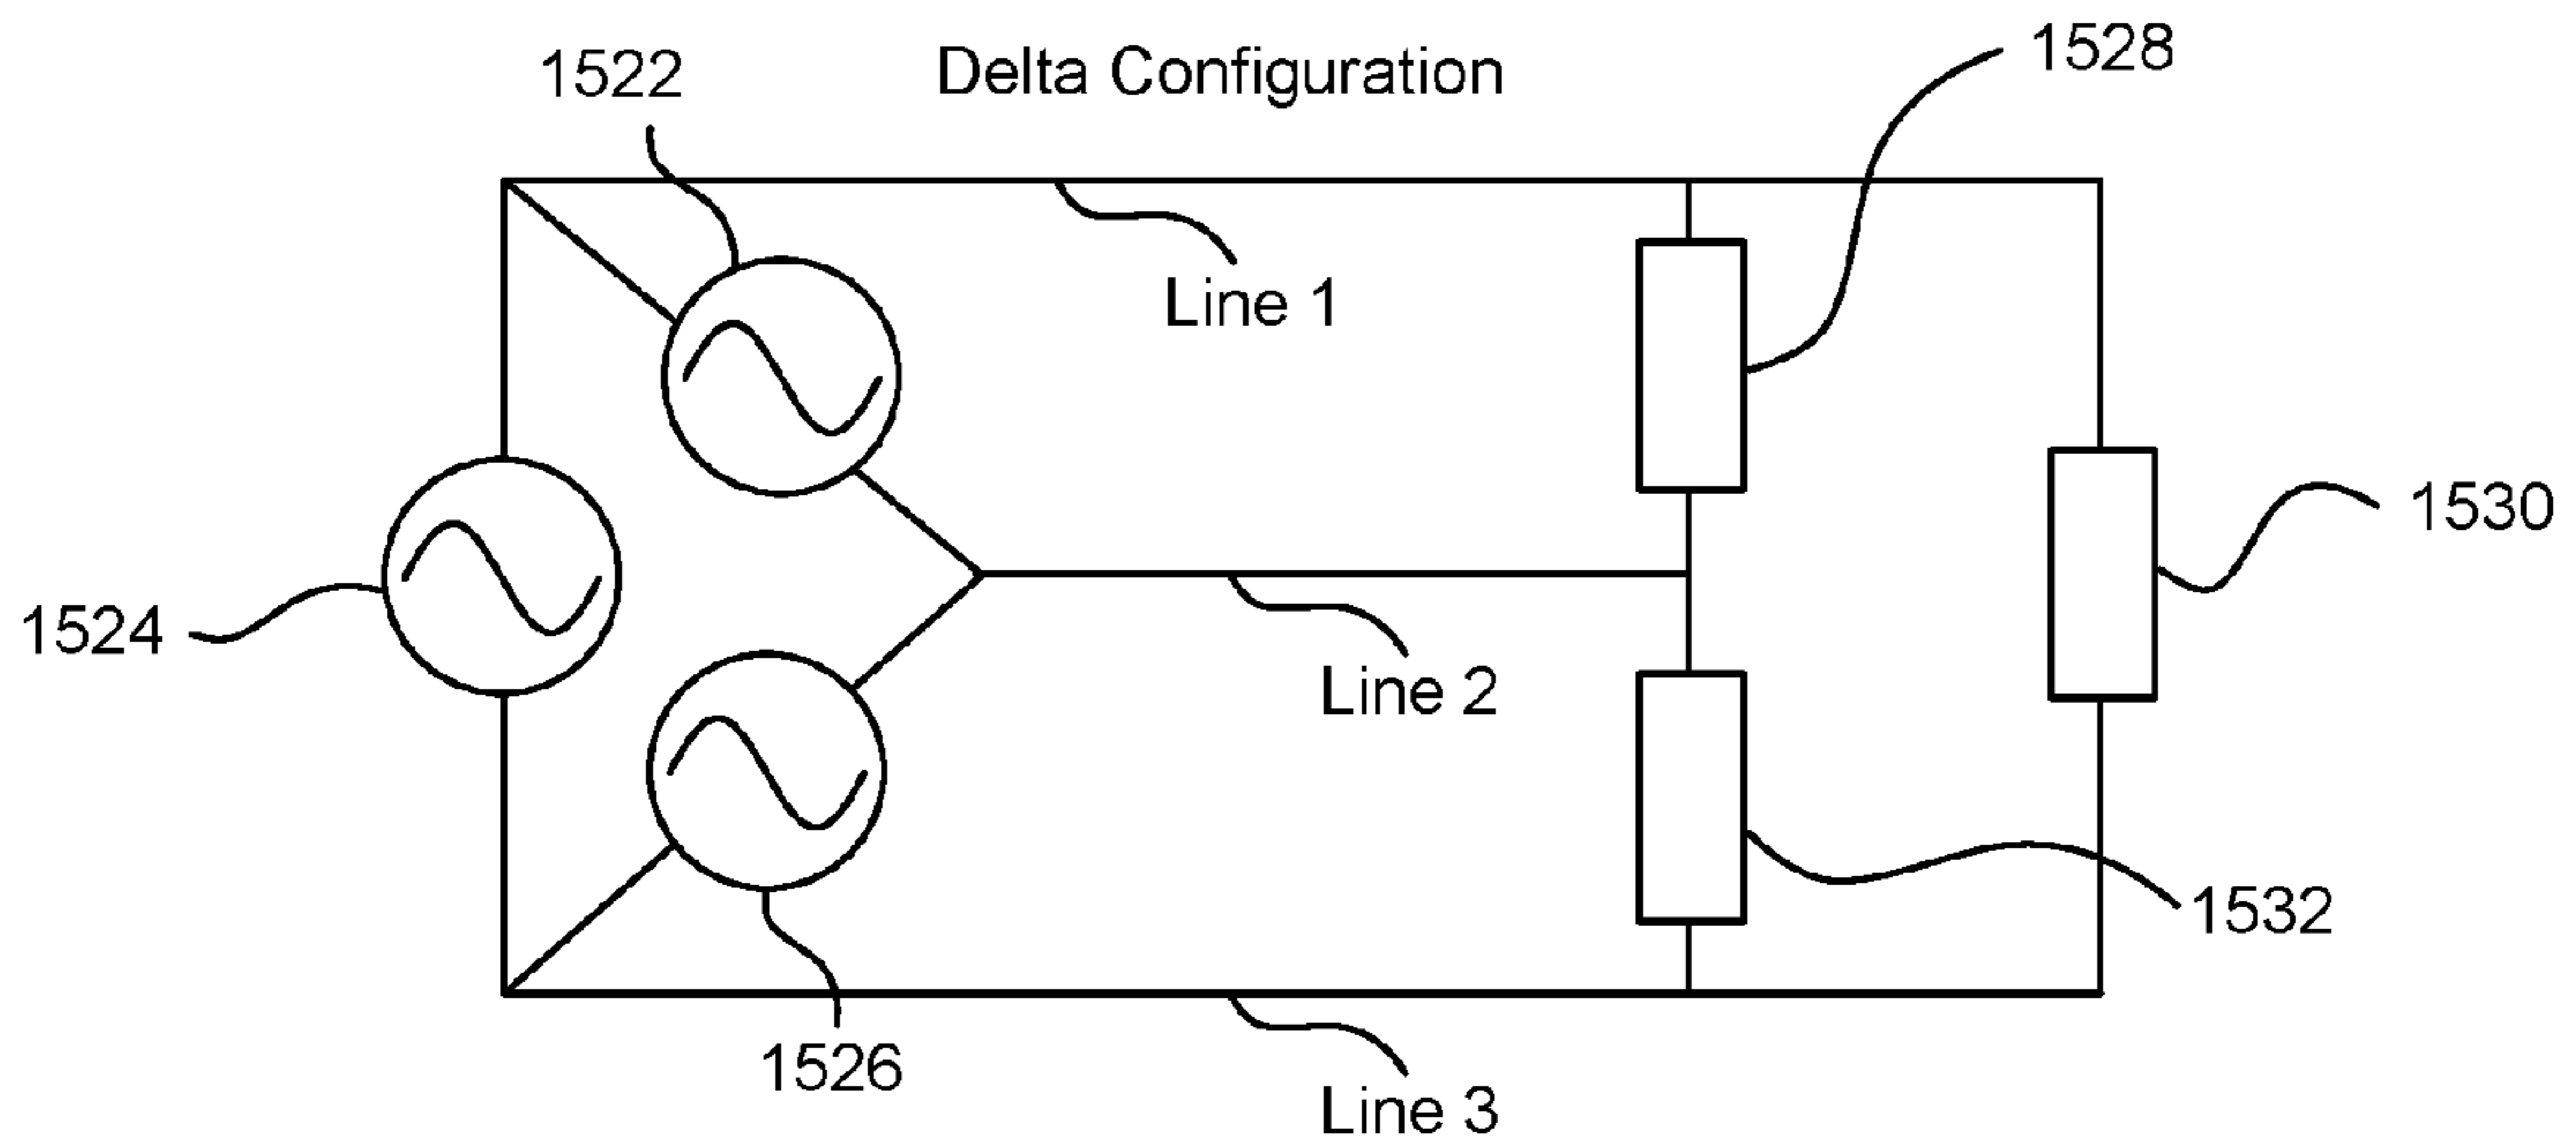 Delta Configuration
1522
1528
Line 1
1530
1524
Line 2
1532
1526
Line 3